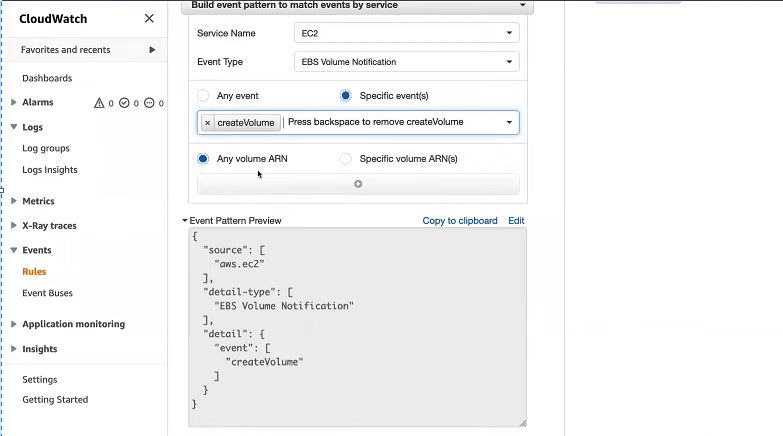 CloudWatch
Favorites and recents
Dashboards
Alarms 0 0 0
Logs
Log groups
Logs Insights
Metrics
X-Ray traces
Events
Rules
Event Buses
Application monitoring
Insights
Settings
Getting Started
Build event pattern to match events by service
Service Name EC2
Event Type EBS Volume Notification
Any event Specific event(s)
× createVolume Press backspace to remove createVolume
Any volume ARN Specific volume ARN(s)
Event Pattern Preview Copy to clipboard Edit
{
"source": [
"aws.ec2"
],
"detail-type": [
"EBS Volume Notification"
],
"detail": {
"event": [
"createVolume"
]
}
}